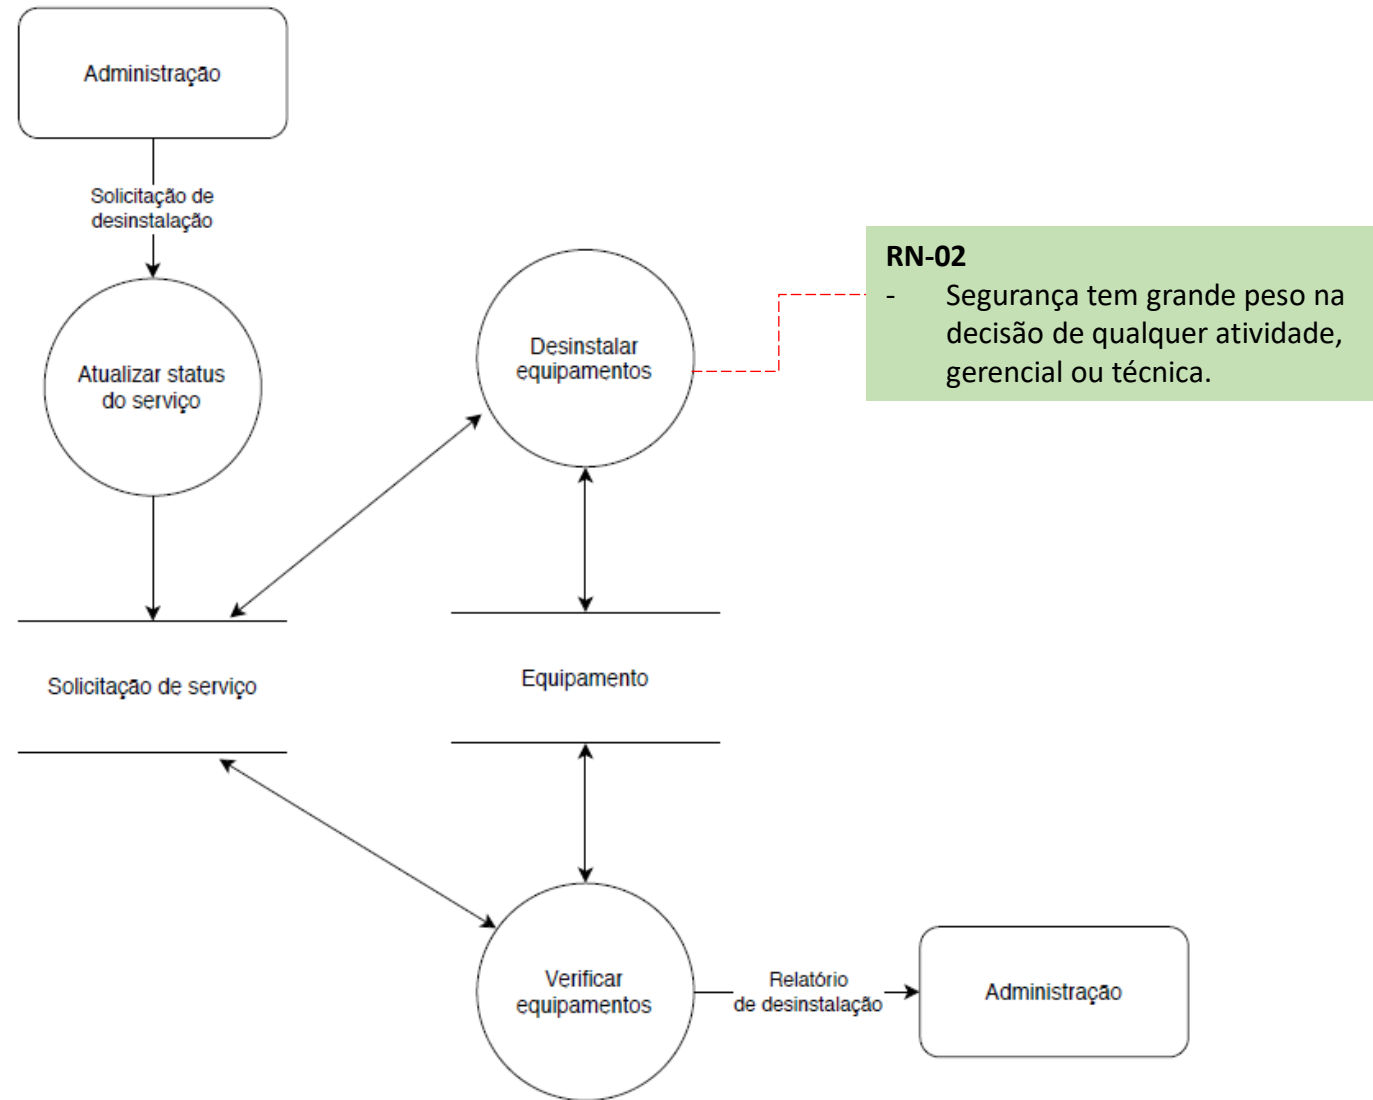 Administração
Solicitação de
desinstalação
Atualizar status
do serviço
Desinstalar
equipamentos
RN-02
- Segurança tem grande peso na
decisão de qualquer atividade,
gerencial ou técnica.
Solicitação de serviço
Equipamento
Verificar
equipamentos
Relatório
de desinstalação
Administração